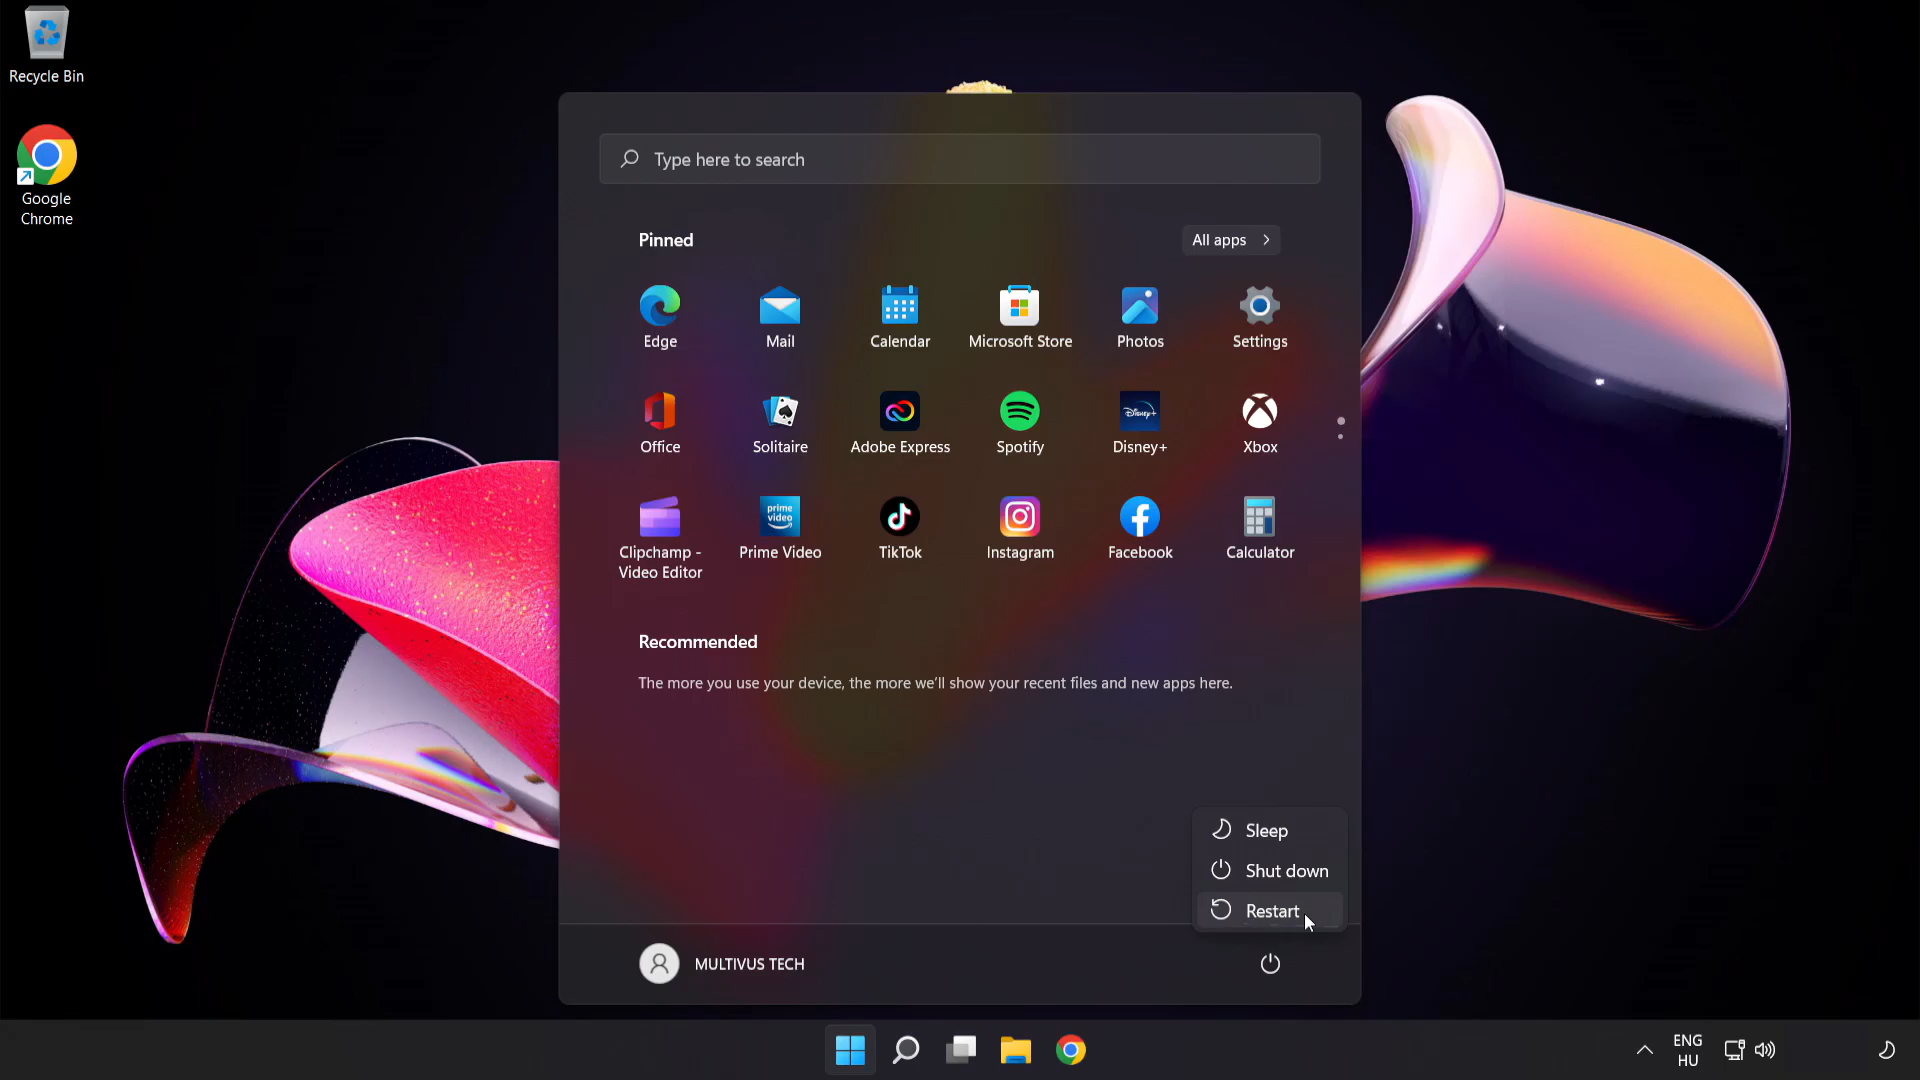 Recycle Bin
Google
Chrome
Type here to search
Pinned
All apps
Edge
Mail
Calendar
Microsoft Store
Photos
Settings
Office
Solitaire
Adobe Express
Spotify
Disney+
Disney+
Xbox
prime
video
Clipchamp -
Video Editor
Prime Video
TikTok
Instagram
Facebook
Calculator
Recommended
The more you use your device, the more we'll show your recent files and new apps here.
Sleep
Shut down
Restart
MULTIVUS TECH
ENG
HU